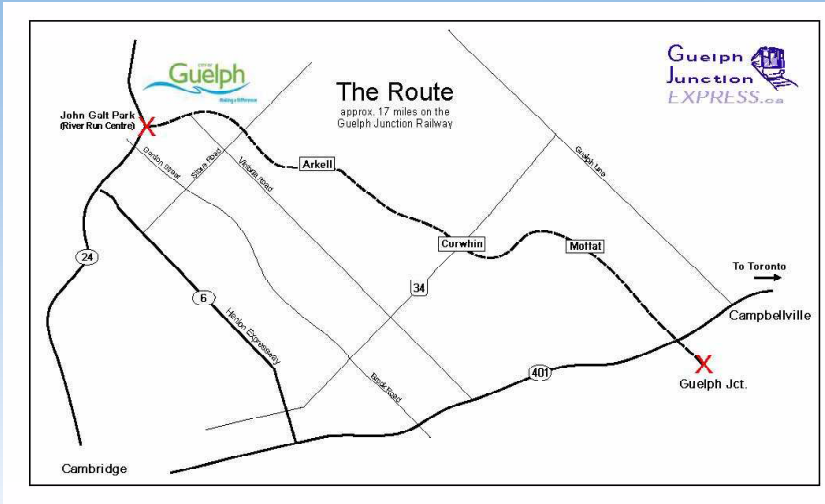 Guelph
Making a Difference
The Route
approx. 17 miles on the
Guelph Junction Railway
Guelph
Junction
EXPRESS.ca
John Galt Park
(River Run Centre)
X
Stone Road
Victoria road
Arkell
Guelph line
Curwhin
Moffat
24
6
34
To Toronto
Campbellville
Hanlon Expressway
401
Brock Road
X
Guelph Jct.
Cambridge